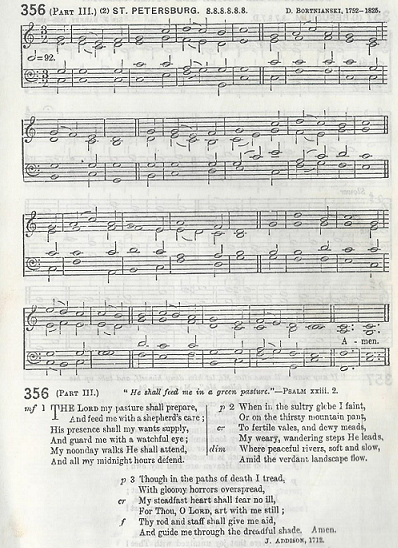 356 (PART III.) (2) ST. PETERSBURG. 8.8.8.8.8.8. D. BORTNIANSKI, 1752–1825.
=92.
A - men.
356 (PART III.) "He shall feed me in a green pasture."—PSALM xxiii. 2.
mf 1 THE LORD my pasture shall prepare,
And feed me with a shepherd's care;
His presence shall my wants supply,
And guard me with a watchful eye;
My noonday walks He shall attend,
And all my midnight hours defend.
p 2 When in the sultry glebe I faint,
Or on the thirsty mountain pant,
cr To fertile vales, and dewy meads,
My weary, wandering steps He leads,
dim Where peaceful rivers, soft and slow,
Amid the verdant landscape flow.
p 3 Though in the paths of death I tread,
With gloomy horrors overspread,
cr My steadfast heart shall fear no ill,
For Thou, O LORD, art with me still;
f Thy rod and staff shall give me aid,
And guide me through the dreadful shade. Amen.
J. ADDISON, 1712.